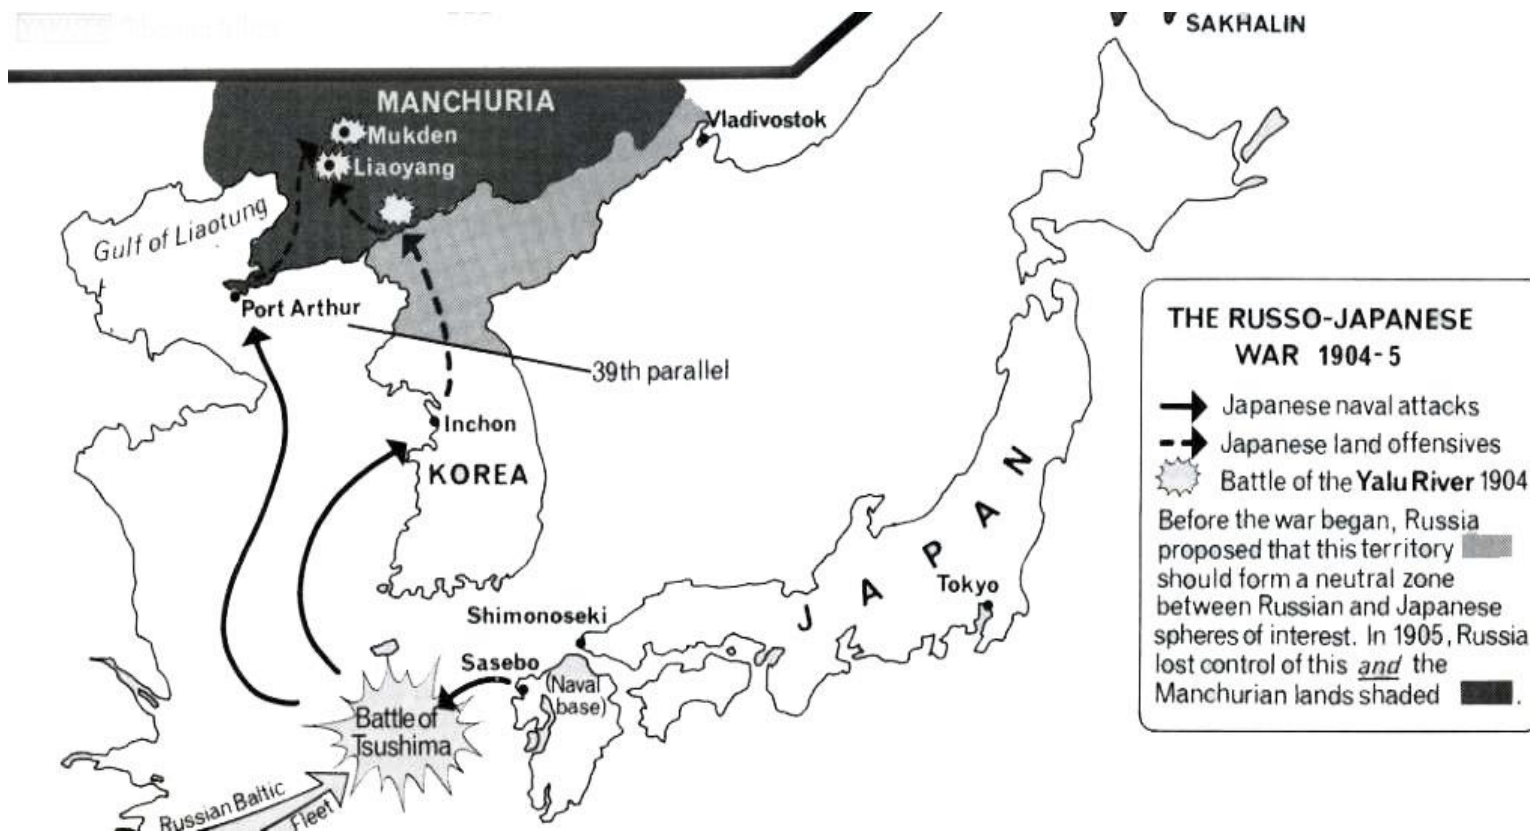 SAKHALIN
MANCHURIA
Mukden
Liaoyang
Vladivostok
Gulf of Liaotung
Port Arthur
39th parallel
Inchon
KOREA
JAPAN
Tokyo
Shimonoseki
Sasebo
(Naval
base)
Battle of
Tsushima
Russian Baltic
Fleet
THE RUSSO-JAPANESE
WAR 1904-5
Japanese naval attacks
Japanese land offensives
Battle of the Yalu River 1904
Before the war began, Russia
proposed that this territory
should form a neutral zone
between Russian and Japanese
spheres of interest. In 1905, Russia
lost control of this and the
Manchurian lands shaded .